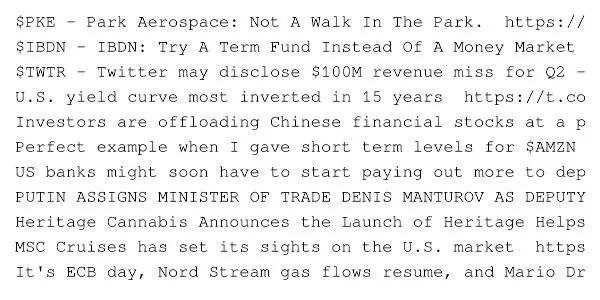 $PKE - Park Aerospace: Not A Walk In The Park.  https://
$IBDN - IBDN: Try A Term Fund Instead Of A Money Market
$TWTR - Twitter may disclose $100M revenue miss for Q2 -
U.S. yield curve most inverted in 15 years  https://t.co
Investors are offloading Chinese financial stocks at a p
Perfect example when I gave short term levels for $AMZN
US banks might soon have to start paying out more to dep
PUTIN ASSIGNS MINISTER OF TRADE DENIS MANTUROV AS DEPUTY
Heritage Cannabis Announces the Launch of Heritage Helps
MSC Cruises has set its sights on the U.S. market  https
It's ECB day, Nord Stream gas flows resume, and Mario Dr